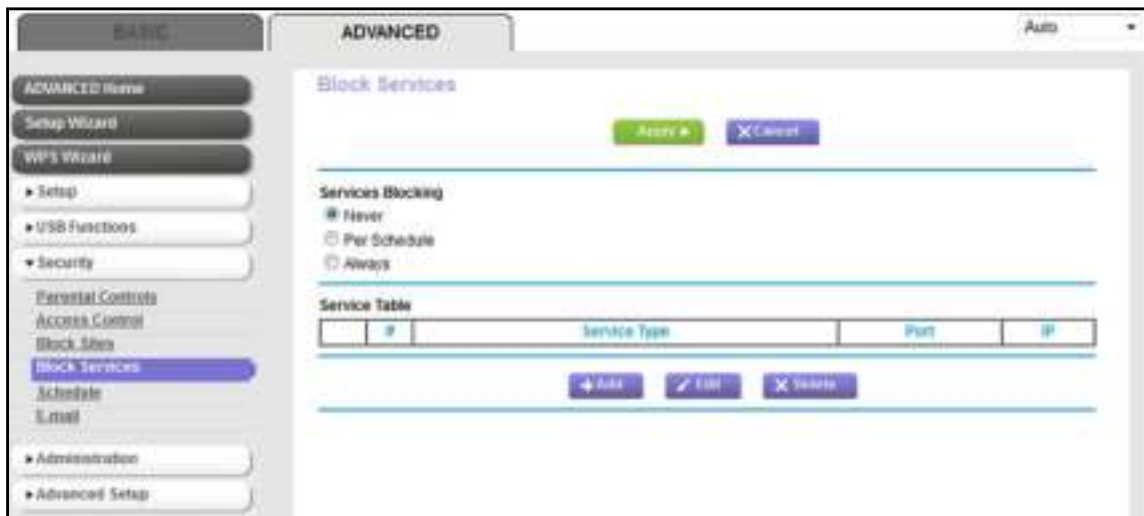 BASIC
ADVANCED
Auto
ADVANCED Home
Setup Wizard
WPS Wizard
Setup
USB Functions
Security
Parental Controls
Access Control
Block Sites
Block Services
Schedule
E-mail
Administration
Advanced Setup
Block Services
Apply
Cancel
Services Blocking
Never
Per Schedule
Always
Service Table
# Service Type Port IP
Add Edit Delete